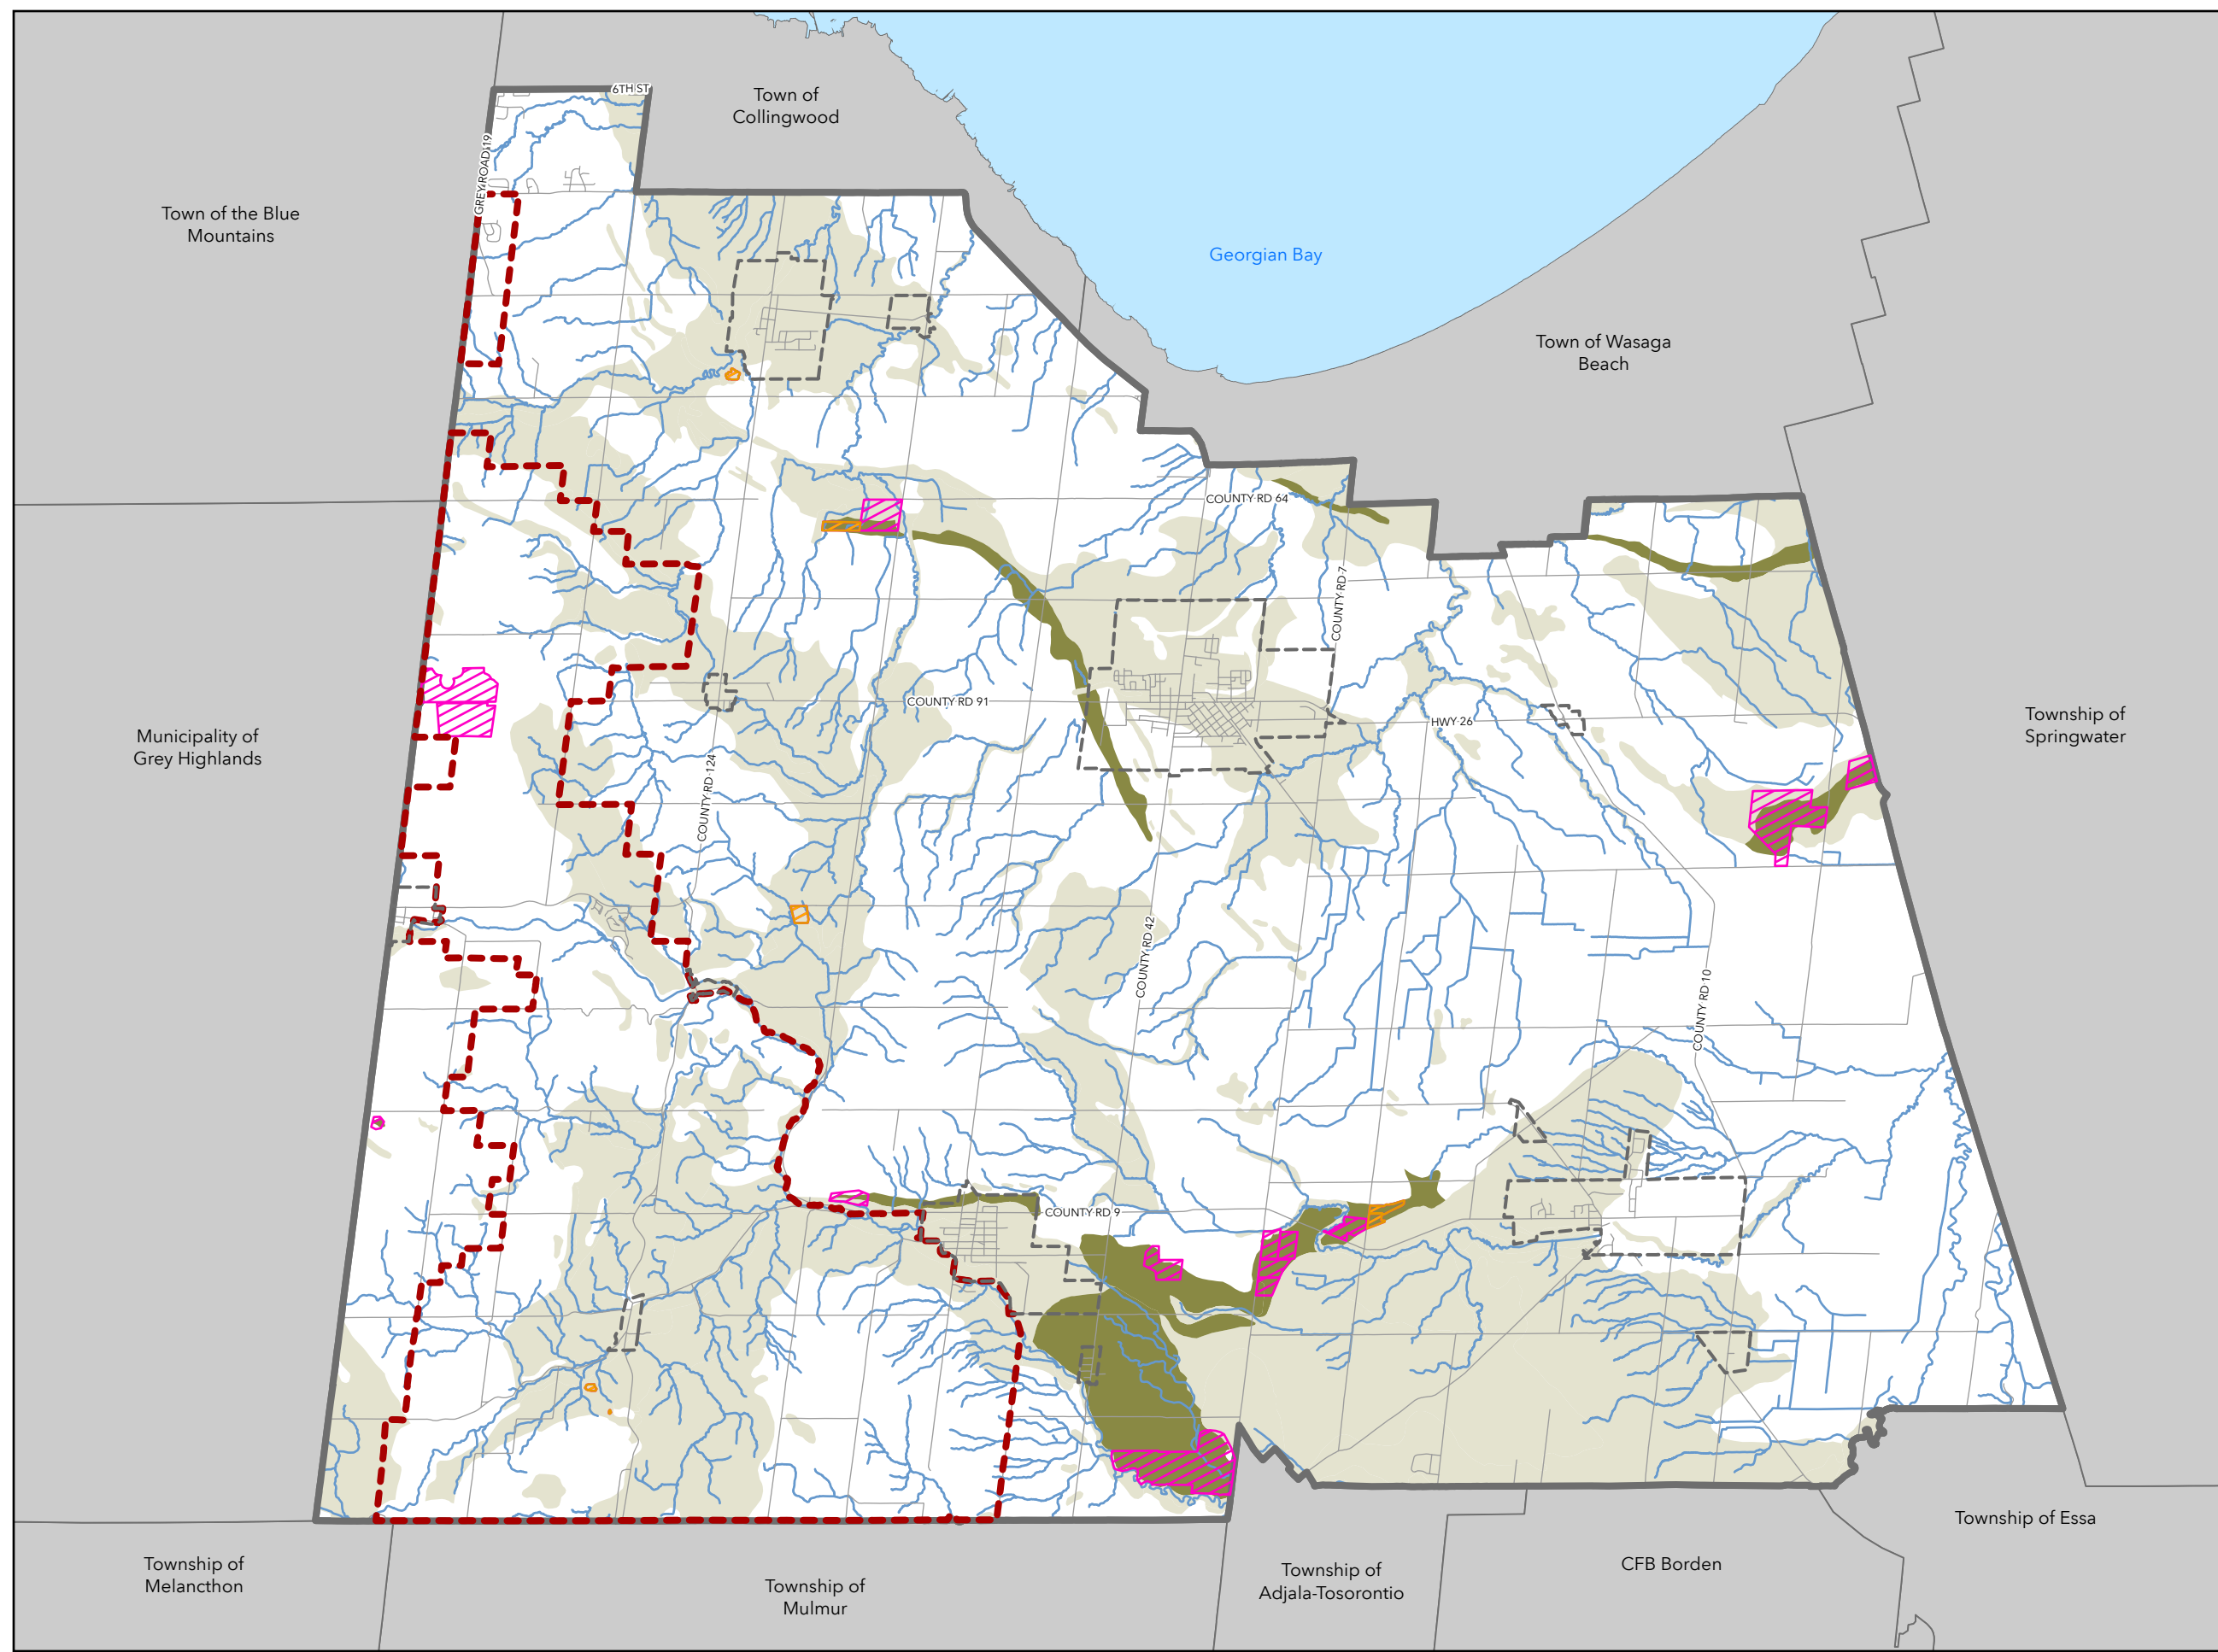 6TH ST
Town of
Collingwood
GREY ROAD 19
Town of the Blue
Mountains
Georgian Bay
Town of Wasaga
Beach
COUNTY RD 64
COUNTY RD 7
COUNTY RD 91
HWY 26
Township of
Springwater
Municipality of
Grey Highlands
COUNTY RD 124
COUNTY RD 42
COUNTY RD 10
COUNTY RD 9
Township of Essa
Township of
Melancthon
Township of
Mulmur
Township of
Adjala-Tosorontio
CFB Borden